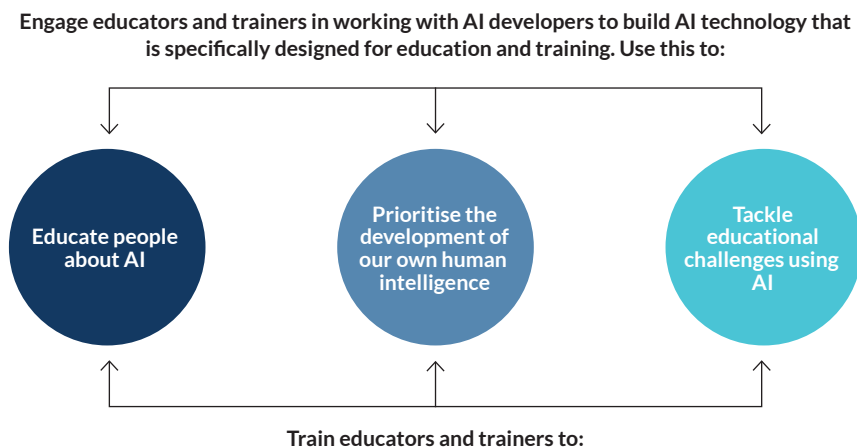 Engage educators and trainers in working with AI developers to build AI technology that
is specifically designed for education and training. Use this to:
Educate people
about AI
Prioritise the
development of
our own human
intelligence
Tackle
educational
challenges using
AI
Train educators and trainers to: